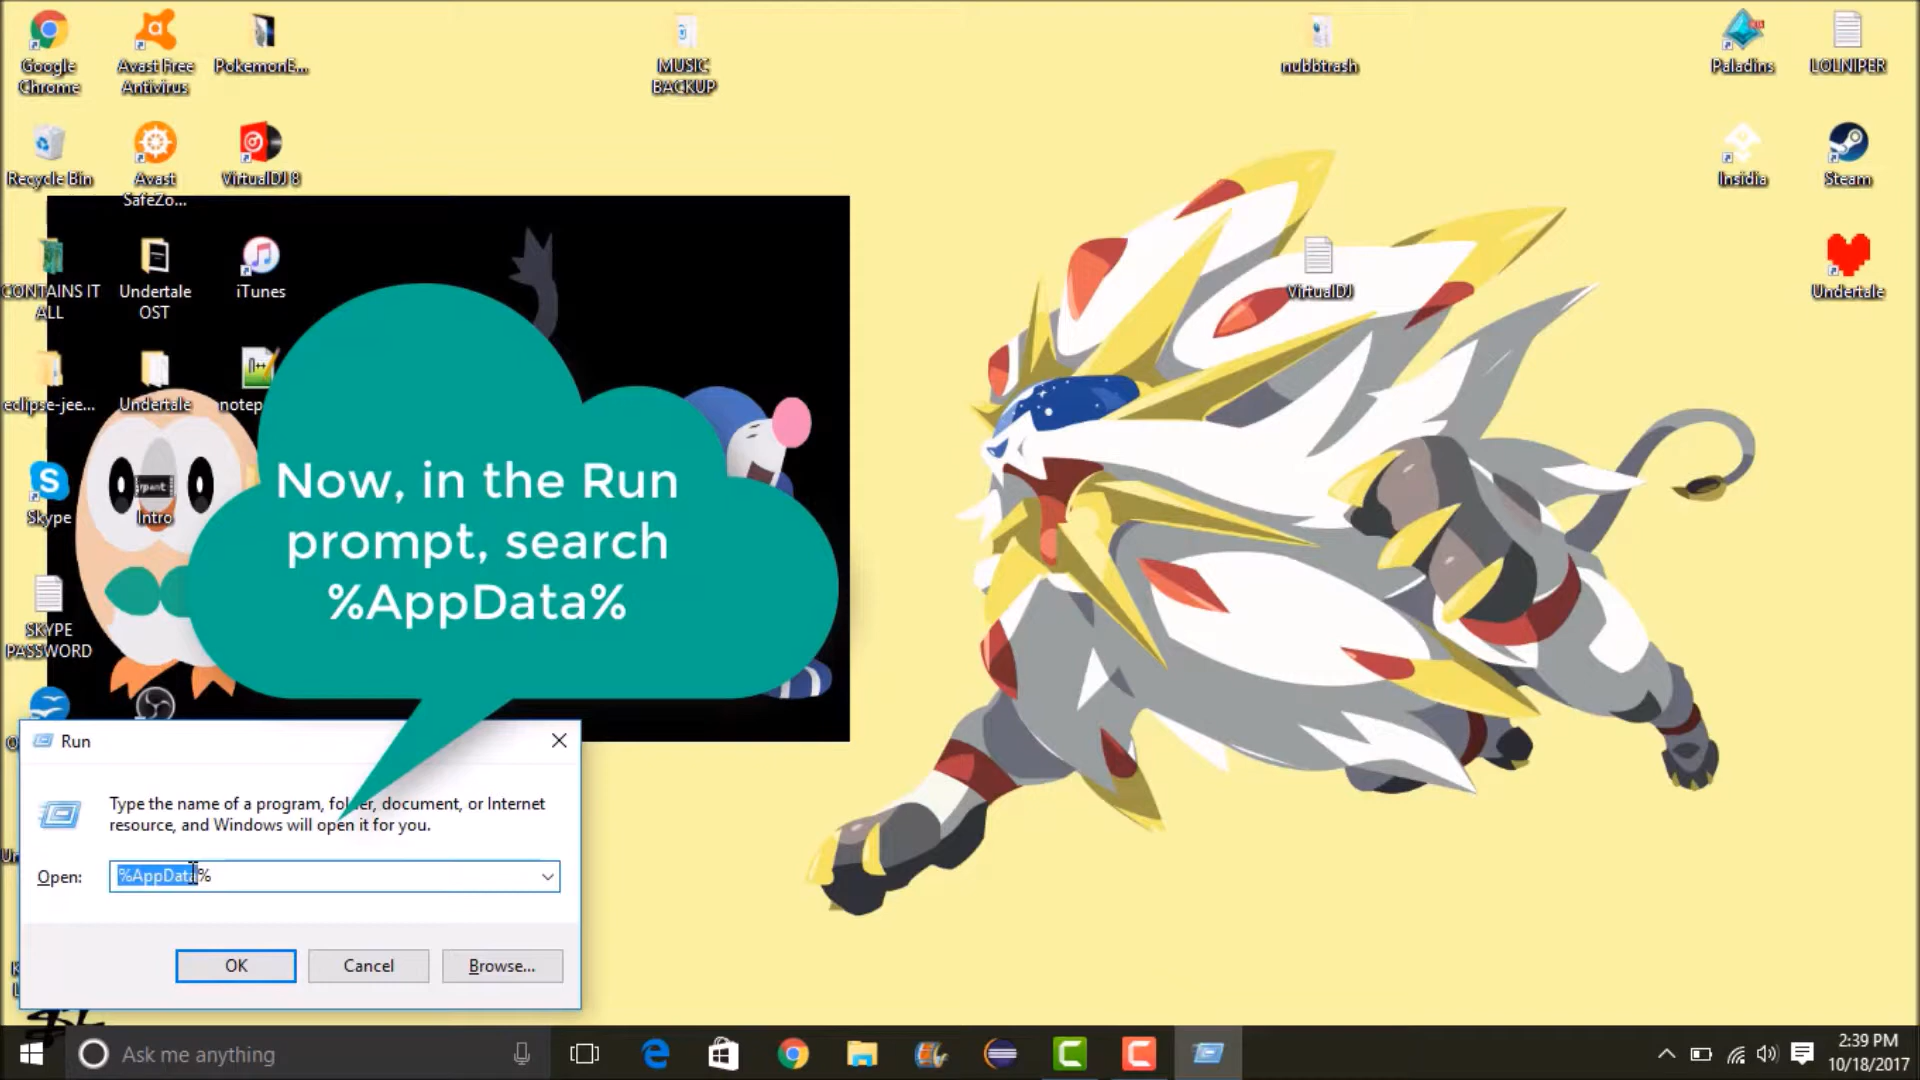 Google
Chrome
Avast Free
Antivirus
PokemonE...
MUSIC
BACKUP
nubbtrash
Paladins
LOLNIPER
Recycle Bin
Avast
SafeZo...
VirtualDJ 8
Insidia
Steam
CONTAINS IT
ALL
Undertale
OST
iTunes
VirtualDJ
Undertale
eclipse-jee...
Undertale
notep
Skype
Intro
SKYPE
PASSWORD
Now, in the Run
prompt, search
%AppData%
Run
Type the name of a program, folder, document, or Internet
resource, and Windows will open it for you.
Open:
%AppData%
OK
Cancel
Browse...
Ask me anything
2:39 PM
10/18/2017